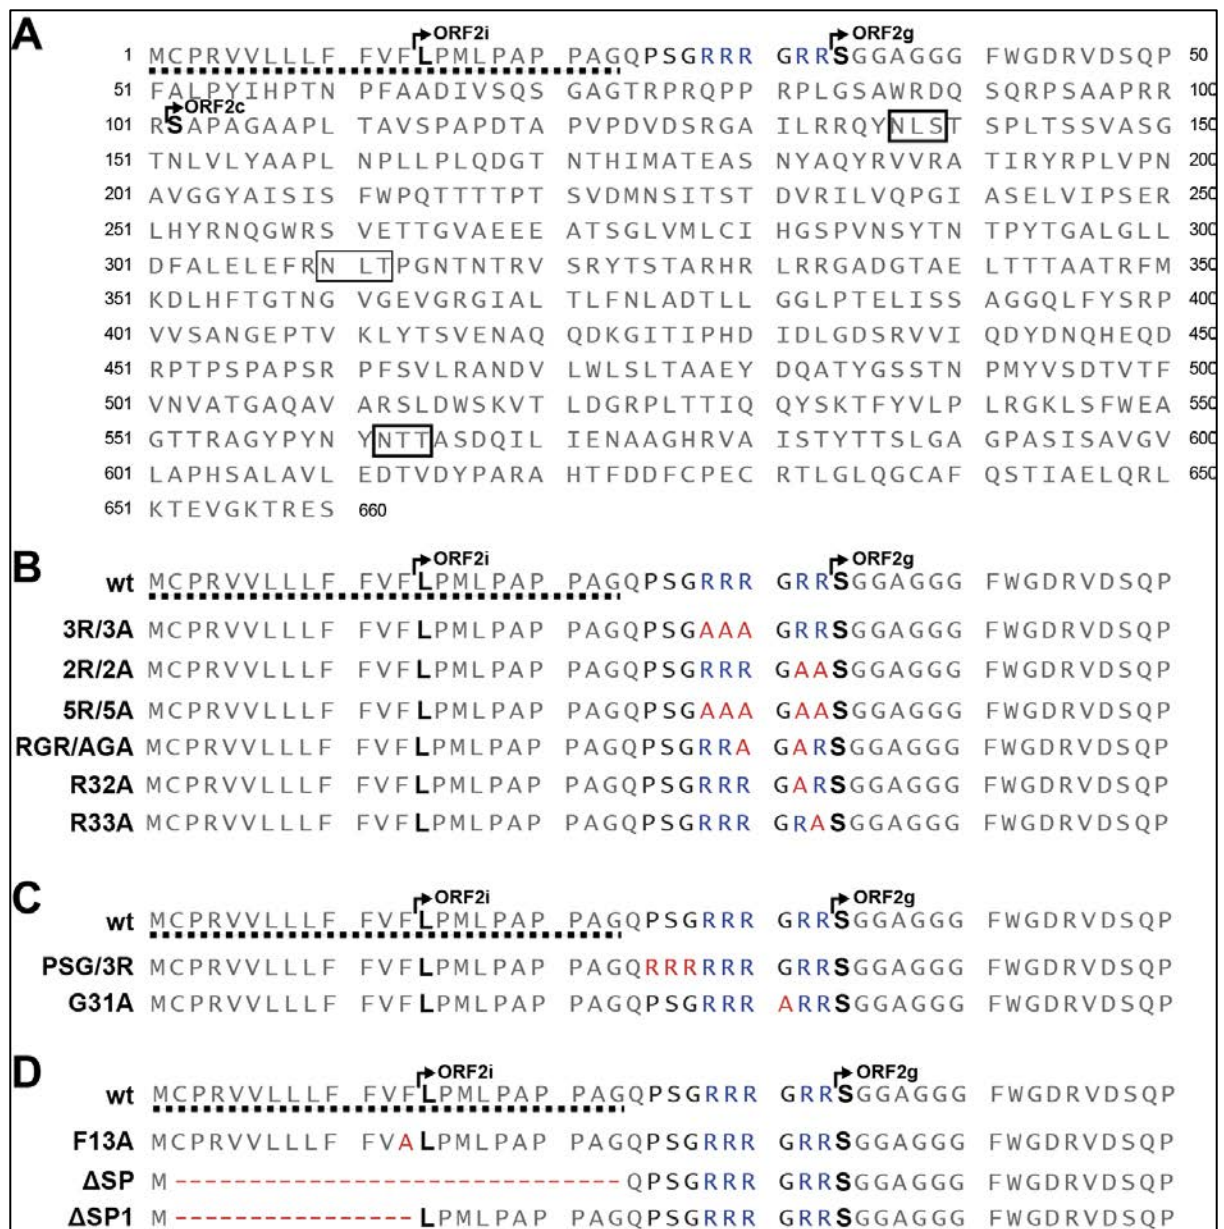 A
ORF2i ORF2g
1 MCPRVVLLLF FVFLPMLPAP PAGQPSGRRR GRRSGGAGGG FWGDRVDSQP 50
51 FALPYIHPTN PFAADIVSQS GAGTRPRQPP RPLGSAWRDQ SQRPSAAPRR 100
ORF2c
101 RSAPAGAAPL TAVSPAPDTA PVPDVDSRGA ILRRQYNLST SPLTSSVASG 150
151 TNLVLYAAPL NPLLPLQDGT NTHIMATEAS NYAQYRVVRA TIRYRPLVPN 200
201 AVGGYAISIS FWPQTTTTPT SVDMNSITST DVRILVQPGI ASELVIPSER 250
251 LHYRNQGWRS VETTGVAEEE ATSGLVMLCI HGSPVNSYTN TPYTGALGLL 300
301 DFALELEFRN LTPGNTNTRV SRYTSTARHR LRRGADGTAE LTTTAATRFM 350
351 KDLHFTGTNG VGEVGRGIAL TLFNLADTLL GGLPTELISS AGGQLFYSRP 400
401 VVSANGEPTV KLYTSVENAQ QDKGITIPHD IDLGDSRVVI QDYDNQHEQD 450
451 RPTPSPAPSR PFSVLRANDV LWLSLTAAEY DQATYGSSTN PMYVSDTVTF 500
501 VNVATGAQAV ARSLDWSKVT LDGRPLTTIQ QYSKTFYVLP LRGKLSFWEA 550
551 GTTRAGYPYN YNTTASDQIL IENAAGHRVA ISTYTTSLGA GPASISAVGV 600
601 LAPHSALAVL EDTVDYPARA HTFDDFCPEC RTLGLQGCAF QSTIAELQRL 650
651 KTEVGKTRES 660
B
ORF2i ORF2g
wt MCPRVVLLLF FVFLPMLPAP PAGQPSGRRR GRRSGGAGGG FWGDRVDSQP
3R/3A MCPRVVLLLF FVFLPMLPAP PAGQPSGAAA GRRSGGAGGG FWGDRVDSQP
2R/2A MCPRVVLLLF FVFLPMLPAP PAGQPSGRRR GAASGGAGGG FWGDRVDSQP
5R/5A MCPRVVLLLF FVFLPMLPAP PAGQPSGAAA GAASGGAGGG FWGDRVDSQP
RGR/AGA MCPRVVLLLF FVFLPMLPAP PAGQPSGRRA GARSGGAGGG FWGDRVDSQP
R32A MCPRVVLLLF FVFLPMLPAP PAGQPSGRRR GARSGGAGGG FWGDRVDSQP
R33A MCPRVVLLLF FVFLPMLPAP PAGQPSGRRR GRASGGAGGG FWGDRVDSQP
C
ORF2i ORF2g
wt MCPRVVLLLF FVFLPMLPAP PAGQPSGRRR GRRSGGAGGG FWGDRVDSQP
PSG/3R MCPRVVLLLF FVFLPMLPAP PAGQRRRRRR GRRSGGAGGG FWGDRVDSQP
G31A MCPRVVLLLF FVFLPMLPAP PAGQPSGRRR ARRSGGAGGG FWGDRVDSQP
D
ORF2i ORF2g
wt MCPRVVLLLF FVFLPMLPAP PAGQPSGRRR GRRSGGAGGG FWGDRVDSQP
F13A MCPRVVLLLF FVALPMLPAP PAGQPSGRRR GRRSGGAGGG FWGDRVDSQP
ΔSP M ------------------------ QPSGRRR GRRSGGAGGG FWGDRVDSQP
ΔSP1 M ------------- LPMLPAP PAGQPSGRRR GRRSGGAGGG FWGDRVDSQP